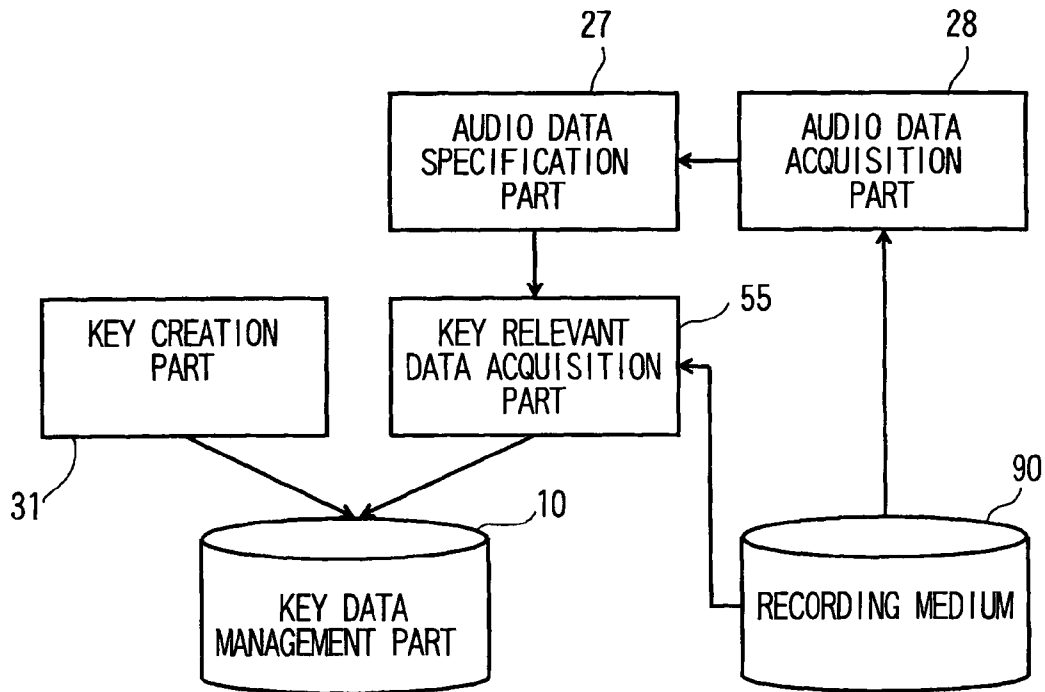 27
28
AUDIO DATA
SPECIFICATION
PART
AUDIO DATA
ACQUISITION
PART
KEY CREATION
PART
31
KEY RELEVANT
DATA ACQUISITION
PART
55
10
KEY DATA
MANAGEMENT PART
90
RECORDING MEDIUM